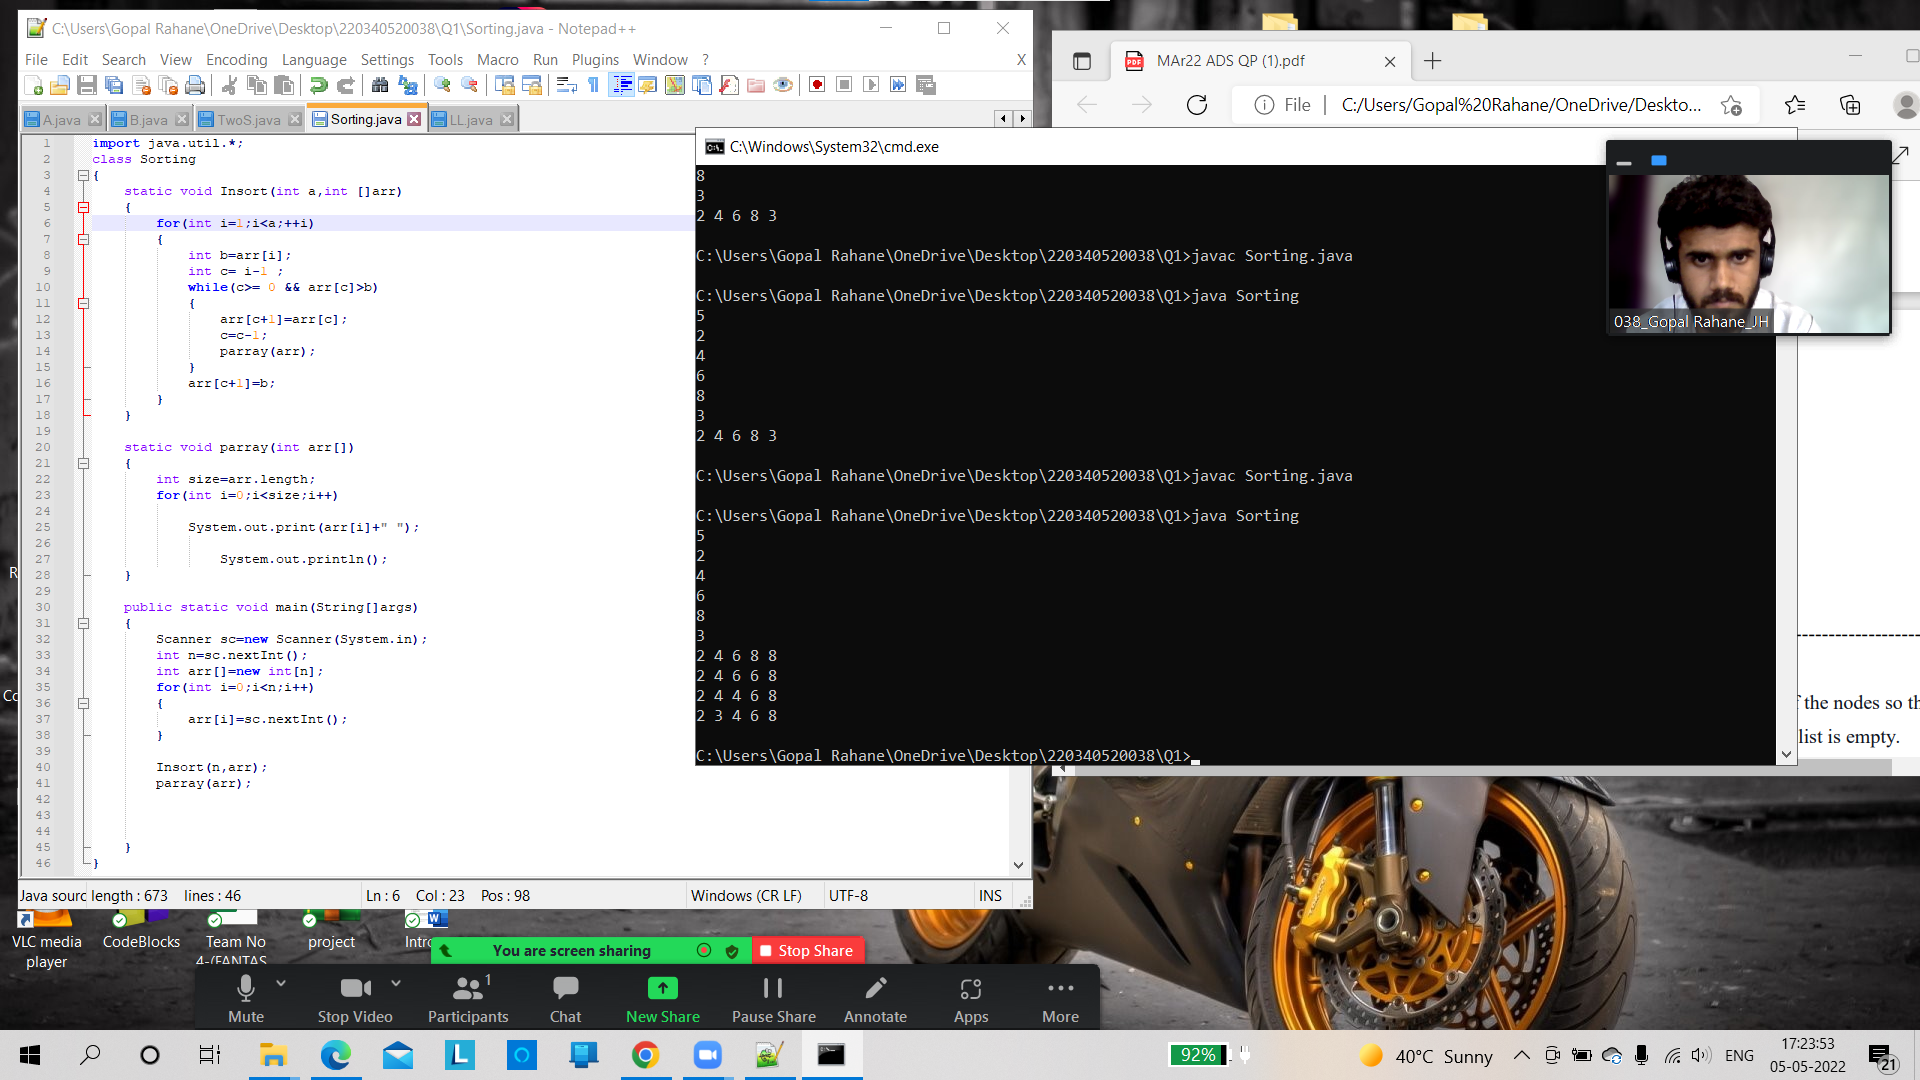 C:\Users\Gopal Rahane\OneDrive\Desktop\220340520038\Q1\Sorting.java - Notepad++
File Edit Search View Encoding Language Settings Tools Macro Run Plugins Window ? X
A.java B.java TwoS.java Sorting.java LL.java
1 import java.util.*;
2 class Sorting
3 {
4 static void Insort(int a,int []arr)
5 {
6 for(int i=1;i<a;++i)
7 {
8 int b=arr[i];
9 int c= i-1 ;
10 while(c>= 0 && arr[c]>b)
11 {
12 arr[c+1]=arr[c];
13 c=c-1;
14 parray(arr);
15 }
16 arr[c+1]=b;
17 }
18 }
19
20 static void parray(int arr[])
21 {
22 int size=arr.length;
23 for(int i=0;i<size;i++)
24
25 System.out.print(arr[i]+" ");
26
27 System.out.println();
28 }
29
30 public static void main(String[]args)
31 {
32 Scanner sc=new Scanner(System.in);
33 int n=sc.nextInt();
34 int arr[]=new int[n];
35 for(int i=0;i<n;i++)
36 {
37 arr[i]=sc.nextInt();
38 }
39
40 Insort(n,arr);
41 parray(arr);
42
43
44
45 }
46 }
Java sourc length : 673 lines : 46 Ln : 6 Col : 23 Pos : 98 Windows (CR LF) UTF-8 INS
MAr22 ADS QP (1).pdf
File C:/Users/Gopal%20Rahane/OneDrive/Deskto...
C:\Windows\System32\cmd.exe
8
3
2 4 6 8 3
C:\Users\Gopal Rahane\OneDrive\Desktop\220340520038\Q1>javac Sorting.java
C:\Users\Gopal Rahane\OneDrive\Desktop\220340520038\Q1>java Sorting
5
2
4
6
8
3
2 4 6 8 3
C:\Users\Gopal Rahane\OneDrive\Desktop\220340520038\Q1>javac Sorting.java
C:\Users\Gopal Rahane\OneDrive\Desktop\220340520038\Q1>java Sorting
5
2
4
6
8
3
2 4 6 8 8
2 4 6 6 8
2 4 4 6 8
2 3 4 6 8
C:\Users\Gopal Rahane\OneDrive\Desktop\220340520038\Q1>
038_Gopal Rahane_JH
f the nodes so th
list is empty.
R
Co
VLC media player
CodeBlocks
Team No 4-(FANTAS
project
Intro
You are screen sharing Stop Share
Mute Stop Video Participants 1 Chat New Share Pause Share Annotate Apps More
92% 40°C Sunny ENG 17:23:53
05-05-2022 21